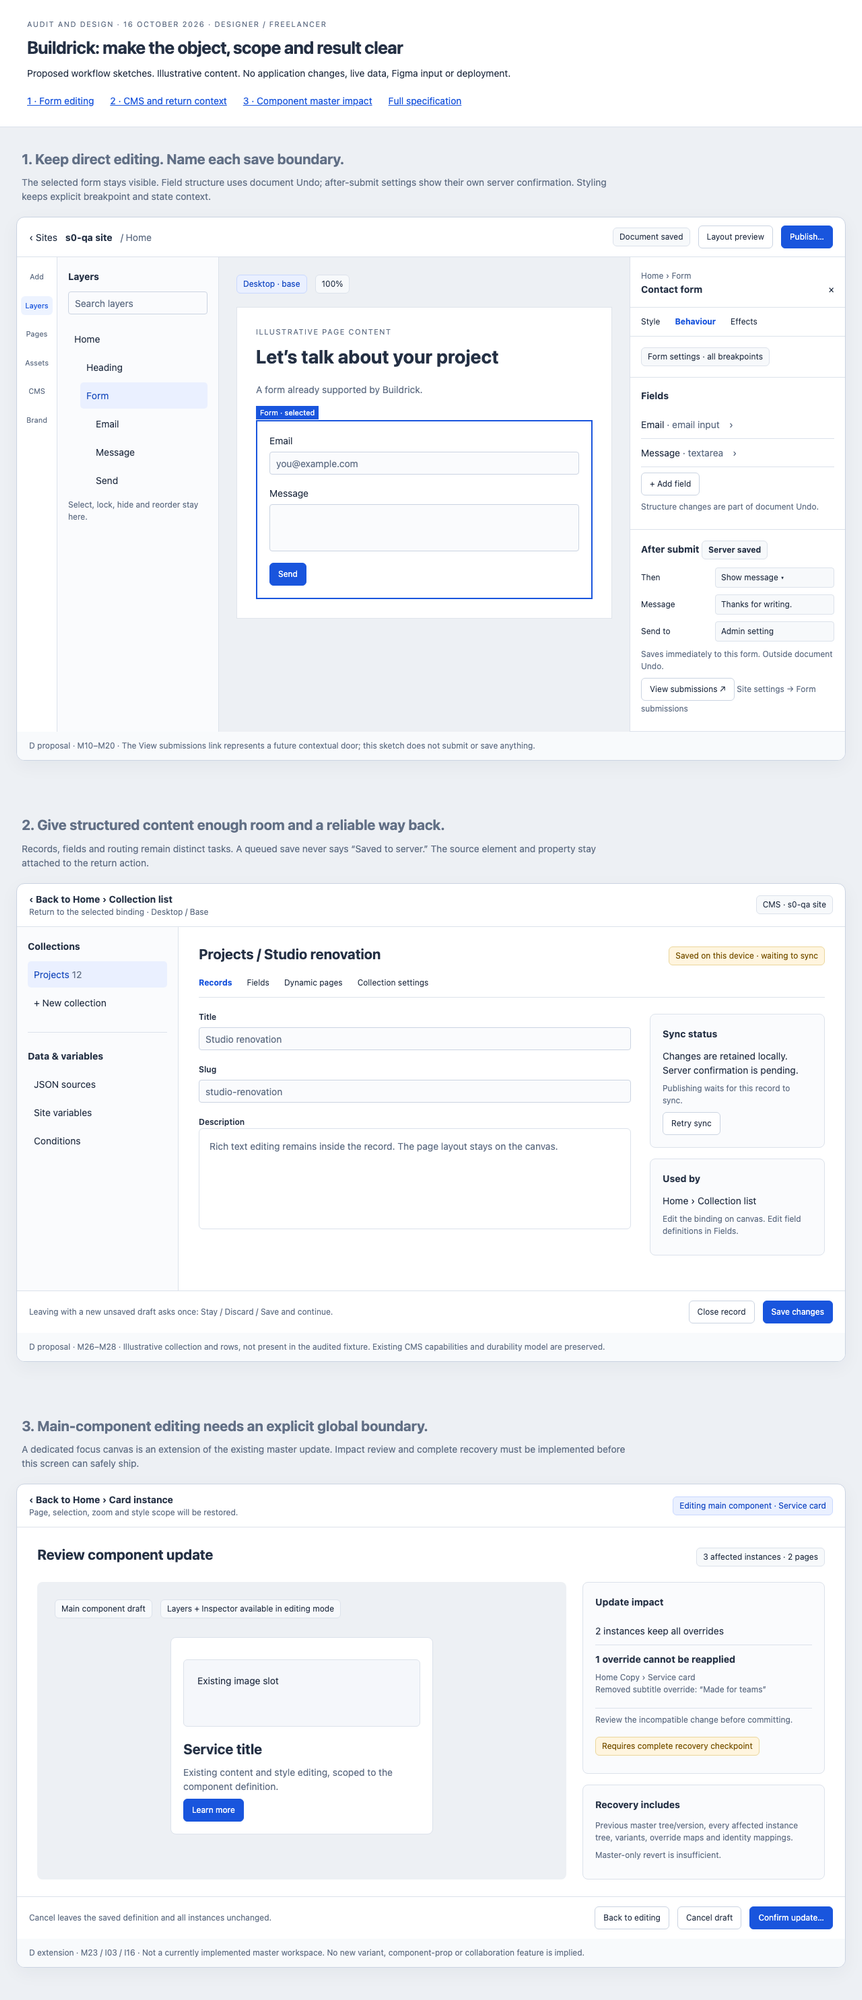 AUDIT AND DESIGN · 16 OCTOBER 2026 · DESIGNER / FREELANCER
Buildrick: make the object, scope and result clear
Proposed workflow sketches. Illustrative content. No application changes, live data, Figma input or deployment.
1 · Form editing
2 · CMS and return context
3 · Component master impact
Full specification
1. Keep direct editing. Name each save boundary.
The selected form stays visible. Field structure uses document Undo; after-submit settings show their own server confirmation. Styling
keeps explicit breakpoint and state context.
‹ Sites s0-qa site / Home
Document saved
Layout preview
Publish…
Add
Layers
Pages
Assets
CMS
Brand
Layers
Search layers
Home
Heading
Form
Email
Message
Send
Select, lock, hide and reorder stay
here.
Desktop · base
100%
ILLUSTRATIVE PAGE CONTENT
Let’s talk about your project
A form already supported by Buildrick.
Form · selected
Email
you@example.com
Message
Send
Home › Form
Contact form
×
Style
Behaviour
Effects
Form settings · all breakpoints
Fields
Email · email input ›
Message · textarea ›
+ Add field
Structure changes are part of document Undo.
After submit Server saved
Then
Show message ▾
Message
Thanks for writing.
Send to
Admin setting
Saves immediately to this form. Outside document
Undo.
View submissions ↗ Site settings → Form
submissions
D proposal · M10–M20 · The View submissions link represents a future contextual door; this sketch does not submit or save anything.
2. Give structured content enough room and a reliable way back.
Records, fields and routing remain distinct tasks. A queued save never says “Saved to server.” The source element and property stay
attached to the return action.
‹ Back to Home › Collection list
Return to the selected binding · Desktop / Base
CMS · s0-qa site
Collections
Projects 12
+ New collection
Data & variables
JSON sources
Site variables
Conditions
Projects / Studio renovation
Saved on this device · waiting to sync
Records
Fields
Dynamic pages
Collection settings
Title
Studio renovation
Slug
studio-renovation
Description
Rich text editing remains inside the record. The page layout stays on the canvas.
Sync status
Changes are retained locally.
Server confirmation is pending.
Publishing waits for this record to
sync.
Retry sync
Used by
Home › Collection list
Edit the binding on canvas. Edit field
definitions in Fields.
Leaving with a new unsaved draft asks once: Stay / Discard / Save and continue.
Close record
Save changes
D proposal · M26–M28 · Illustrative collection and rows, not present in the audited fixture. Existing CMS capabilities and durability model are preserved.
3. Main-component editing needs an explicit global boundary.
A dedicated focus canvas is an extension of the existing master update. Impact review and complete recovery must be implemented before
this screen can safely ship.
‹ Back to Home › Card instance
Page, selection, zoom and style scope will be restored.
Editing main component · Service card
Review component update
3 affected instances · 2 pages
Main component draft
Layers + Inspector available in editing mode
Existing image slot
Service title
Existing content and style editing, scoped to the
component definition.
Learn more
Update impact
2 instances keep all overrides
1 override cannot be reapplied
Home Copy › Service card
Removed subtitle override: "Made for teams"
Review the incompatible change before committing.
Requires complete recovery checkpoint
Recovery includes
Previous master tree/version, every affected instance
tree, variants, override maps and identity mappings.
Master-only revert is insufficient.
Cancel leaves the saved definition and all instances unchanged.
Back to editing
Cancel draft
Confirm update…
D extension · M23 / I03 / I16 · Not a currently implemented master workspace. No new variant, component-prop or collaboration feature is implied.